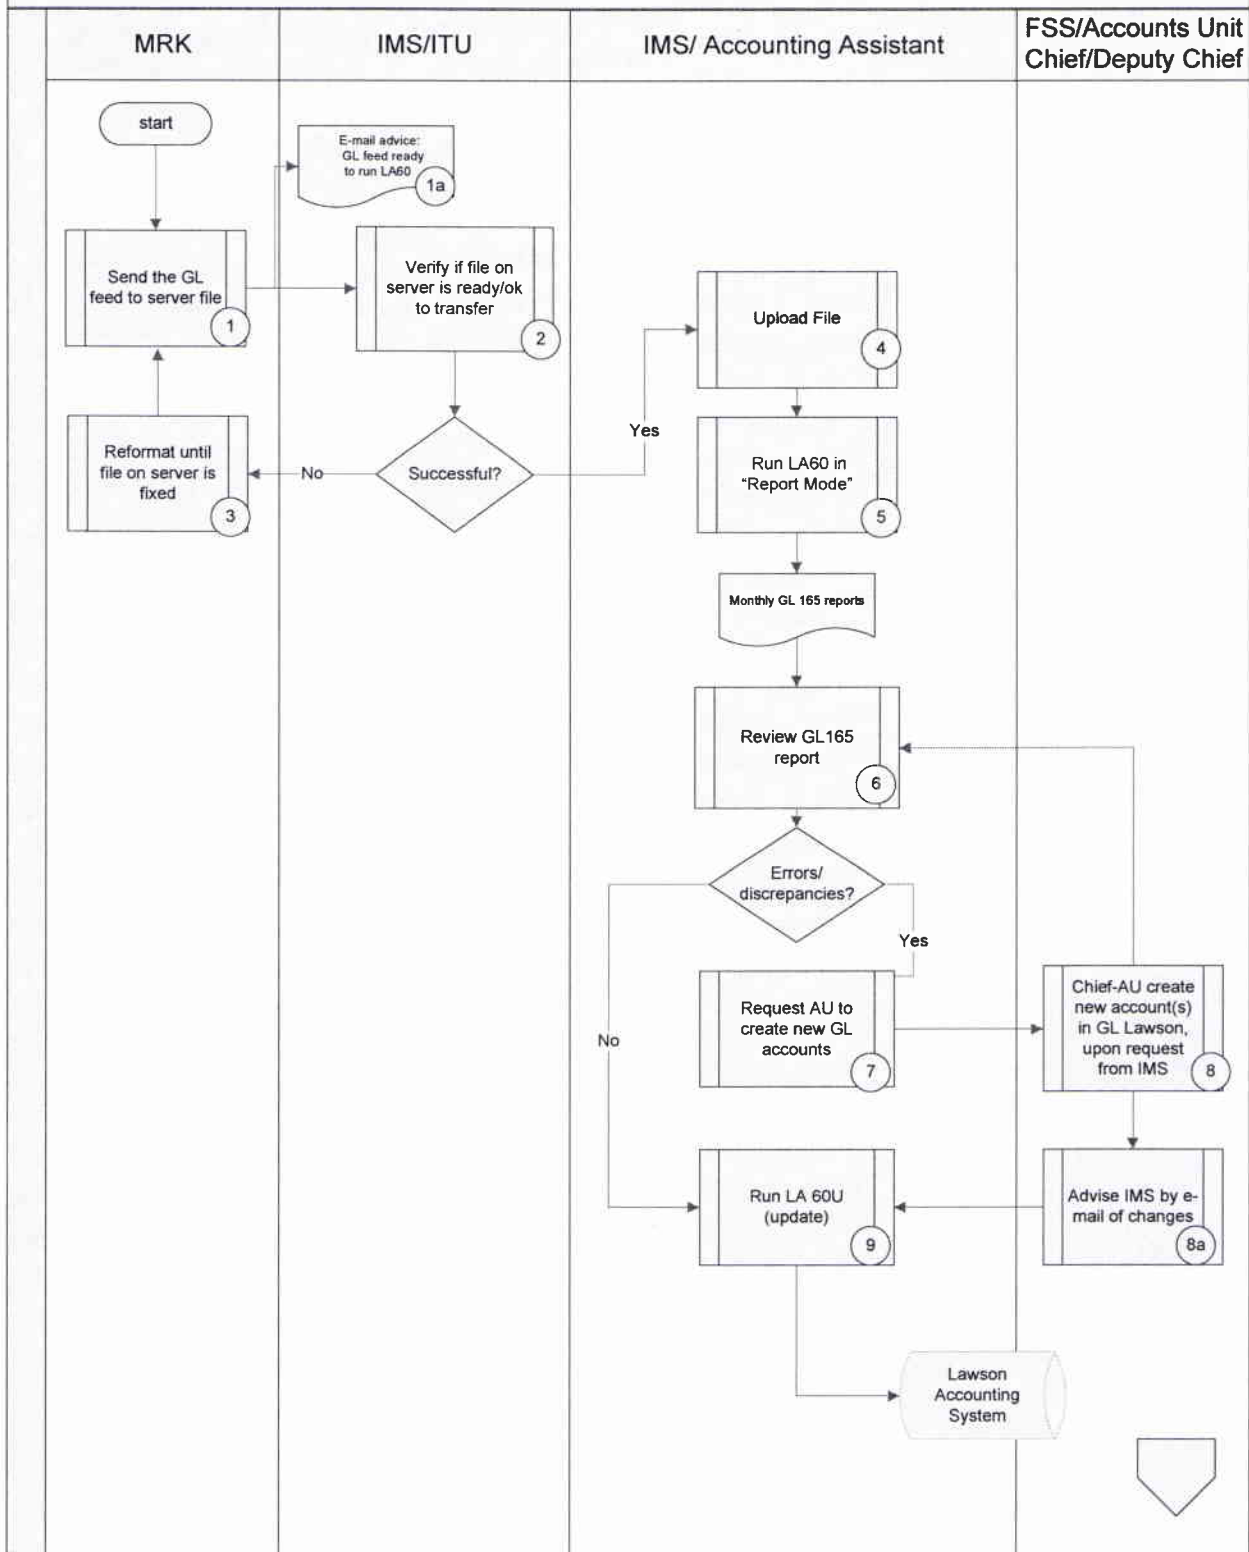 MRK
IMS/ITU
IMS/ Accounting Assistant
FSS/Accounts Unit
Chief/Deputy Chief
start
E-mail advice:
GL feed ready
to run LA60
1a
Send the GL
feed to server file
1
Verify if file on
server is ready/ok
to transfer
2
Upload File
4
Reformat until
file on server is
fixed
3
No
Successful?
Yes
Run LA60 in
“Report Mode”
5
Monthly GL 165 reports
Review GL165
report
6
Errors/
discrepancies?
Yes
No
Request AU to
create new GL
accounts
7
Chief-AU create
new account(s)
in GL Lawson,
upon request
from IMS
8
Run LA 60U
(update)
9
Advise IMS by e-
mail of changes
8a
Lawson
Accounting
System